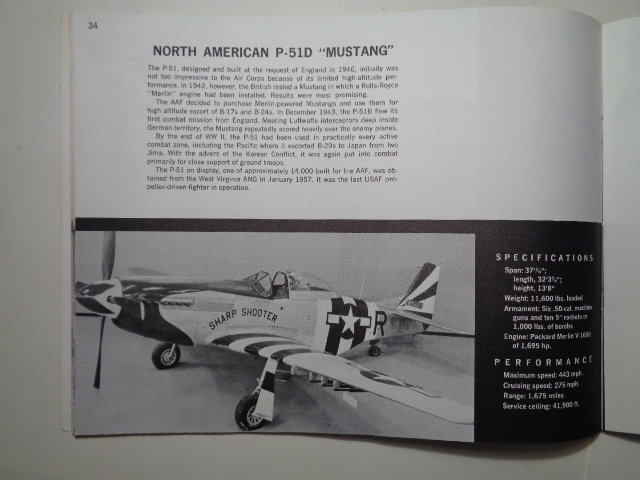 34
NORTH AMERICAN P-51D "MUSTANG"
The P-51, designed and built at the request of England in 1940, initially was
not too impressive to the Air Corps because of its limited high-altitude per-
formance. In 1942, however, the British tested a Mustang in which a Rolls-Royce
"Merlin" engine had been installed. Results were most promising.
The AAF decided to purchase Merlin-powered Mustangs and use them for
high altitude escort of B-17s and B-24s. In December 1943, the P-51B flew its
first combat mission from England. Meeting Luftwaffe interceptors deep inside
German territory, the Mustang repeatedly scored heavily over the enemy planes.
By the end of WW II, the P-51 had been used in practically every active
combat zone, including the Pacific where it escorted B-29s to Japan from Iwo
Jima. With the advent of the Korean Conflict, it was again put into combat
primarily for close support of ground troops.
The P-51 on display, one of approximately 14,000 built for the AAF, was ob-
tained from the West Virginia ANG in January 1957. It was the last USAF pro-
peller-driven fighter in operation.
SHARP SHOOTER
R
SPECIFICATIONS
Span: 37'¼";
length, 32'3⅜";
height, 13'8"
Weight: 11,600 lbs. loaded
Armament: Six .50-cal. machine
guns and ten 5" rockets or
1,000 lbs. of bombs
Engine: Packard Merlin V 1650
of 1,695 hp.
PERFORMANCE
Maximum speed: 443 mph.
Cruising speed: 275 mph.
Range: 1,675 miles
Service ceiling: 41,900 ft.